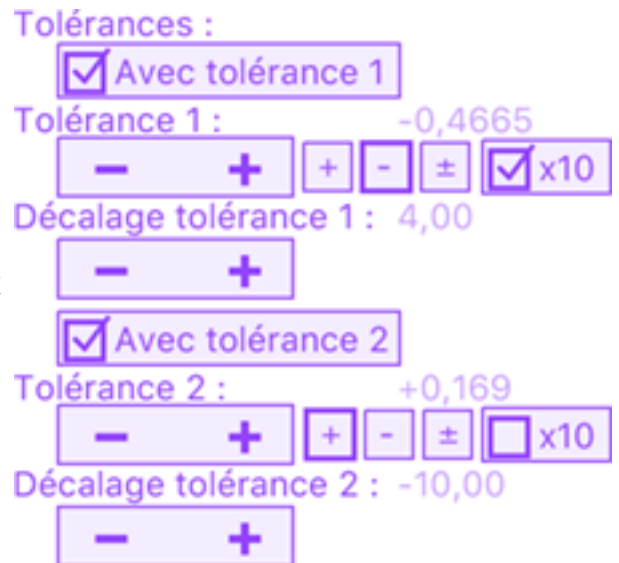 Tolérances :
Avec tolérance 1
Tolérance 1 : -0,4665
− + + - ± x10
Décalage tolérance 1 : 4,00
− +
Avec tolérance 2
Tolérance 2 : +0,169
− + + - ± x10
Décalage tolérance 2 : -10,00
− +